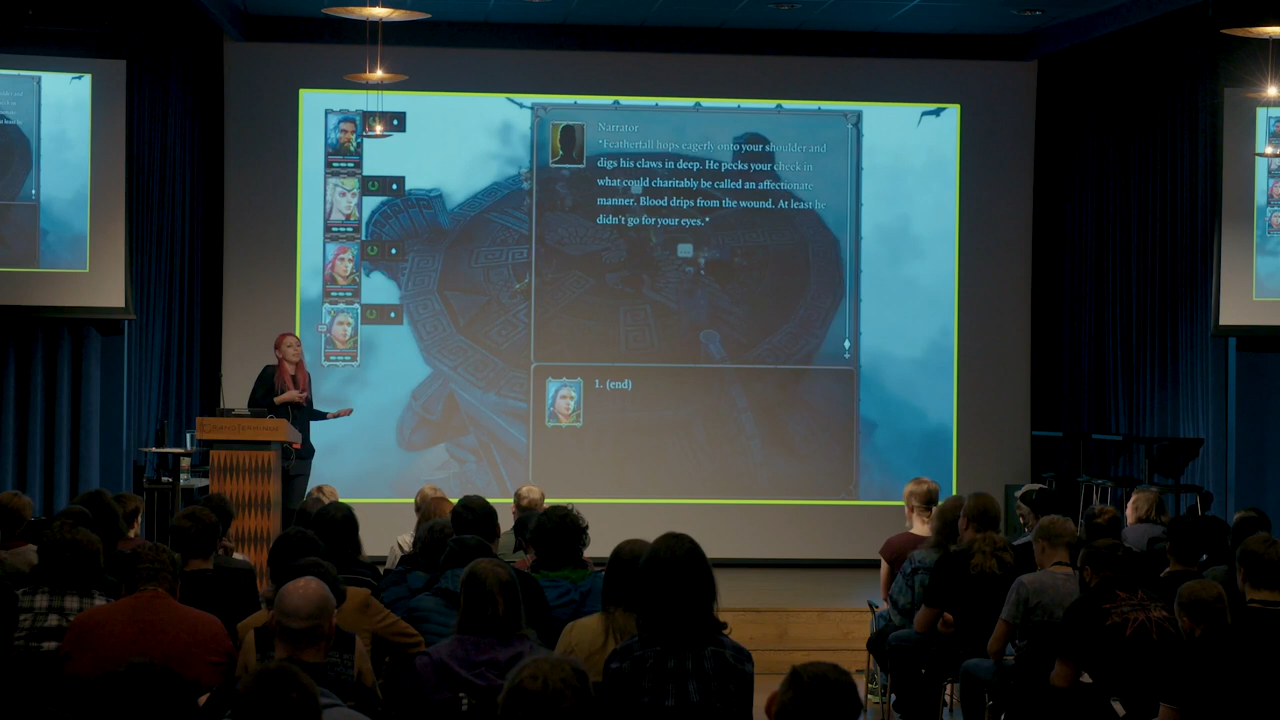 Narrator
*Featherfall hops eagerly onto your shoulder and
digs his claws in deep. He pecks your cheek in
what could charitably be called an affectionate
manner. Blood drips from the wound. At least he
didn't go for your eyes.*
1. (end)